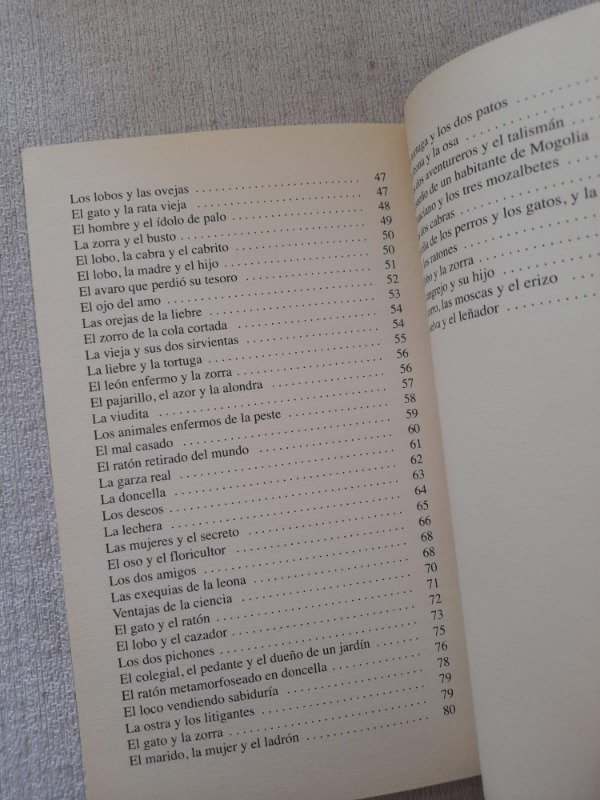 Los lobos y las ovejas . . . . . . . . . . 47
El gato y la rata vieja . . . . . . . . . . 47
El hombre y el ídolo de palo . . . . . . . . . . 48
La zorra y el busto . . . . . . . . . . 49
El lobo, la cabra y el cabrito . . . . . . . . . . 50
El lobo, la madre y el hijo . . . . . . . . . . 50
El avaro que perdió su tesoro . . . . . . . . . . 51
El ojo del amo . . . . . . . . . . 52
Las orejas de la liebre . . . . . . . . . . 53
El zorro de la cola cortada . . . . . . . . . . 54
La vieja y sus dos sirvientas . . . . . . . . . . 54
La liebre y la tortuga . . . . . . . . . . 55
El león enfermo y la zorra . . . . . . . . . . 56
El pajarillo, el azor y la alondra . . . . . . . . . . 56
La viudita . . . . . . . . . . 57
Los animales enfermos de la peste . . . . . . . . . . 58
El mal casado . . . . . . . . . . 59
El ratón retirado del mundo . . . . . . . . . . 60
La garza real . . . . . . . . . . 61
La doncella . . . . . . . . . . 62
Los deseos . . . . . . . . . . 63
La lechera . . . . . . . . . . 64
Las mujeres y el secreto . . . . . . . . . . 65
El oso y el floricultor . . . . . . . . . . 66
Los dos amigos . . . . . . . . . . 68
Las exequias de la leona . . . . . . . . . . 68
Ventajas de la ciencia . . . . . . . . . . 70
El gato y el ratón . . . . . . . . . . 71
El lobo y el cazador . . . . . . . . . . 72
Los dos pichones . . . . . . . . . . 73
El colegial, el pedante y el dueño de un jardín . . . . . . . . . . 75
El ratón metamorfoseado en doncella . . . . . . . . . . 76
El loco vendiendo sabiduría . . . . . . . . . . 78
La ostra y los litigantes . . . . . . . . . . 79
El gato y la zorra . . . . . . . . . . 79
El marido, la mujer y el ladrón . . . . . . . . . . 80
y los dos patos
y la osa . . . . . . . . . .
dos aventureros y el talismán
de un habitante de Mogolia
y los tres mozalbetes
cabras . . . . . . . . . .
de los perros y los gatos, y la
ratones . . . . . . . . . .
y la zorra . . . . . . . . . .
y su hijo . . . . . . . . . .
las moscas y el erizo
y el leñador . . . . . . . . . .